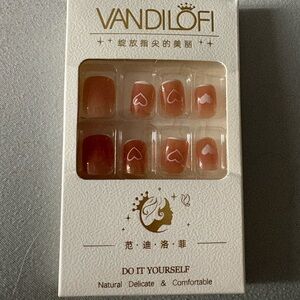 VANDILOFI
绽放指尖的美丽
范·迪·洛·菲
DO IT YOURSELF
Natural Delicate & Comfortable